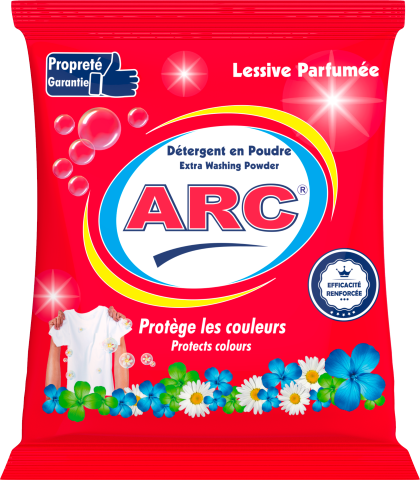 Propreté
Garantie
Lessive Parfumée
Détergent en Poudre
Extra Washing Powder
ARC®
EFFICACITÉ
RENFORCÉE
Protège les couleurs
Protects colours